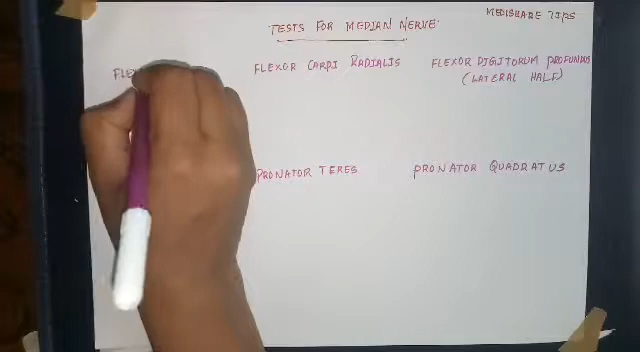 MEDISHARE TIPS
TESTS FOR MEDIAN NERVE
FLEXOR CARPI RADIALIS
FLEXOR DIGITORUM PROFUNDUS
(LATERAL HALF)
PRONATOR TERES
PRONATOR QUADRATUS